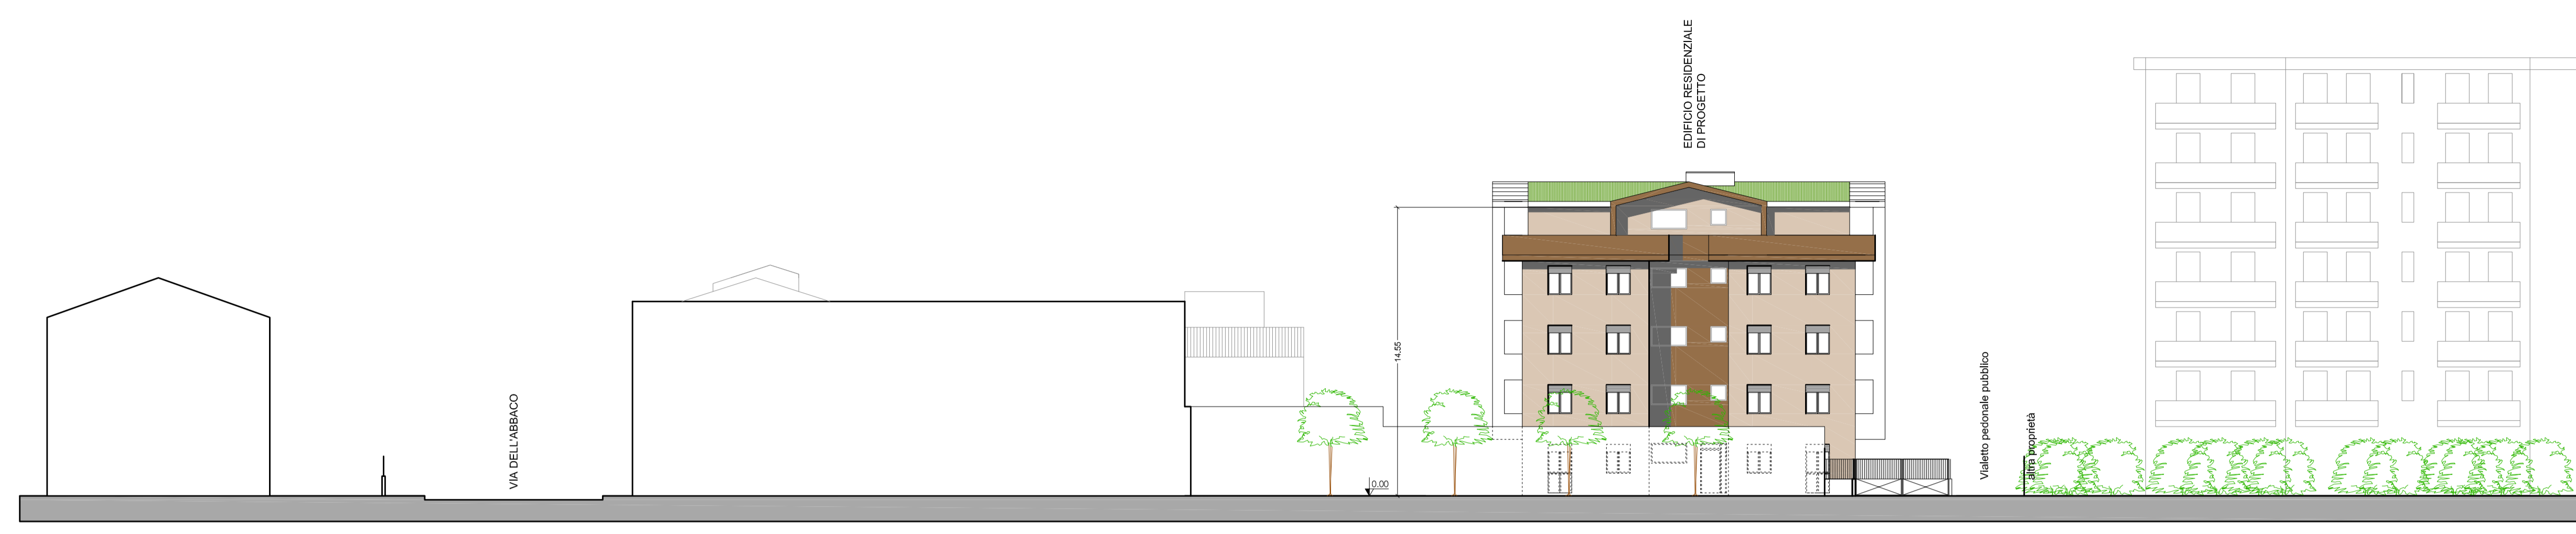 VIA DELL'ABBACO
0.00
14,55
EDIFICIO RESIDENZIALE
DI PROGETTO
Vialetto pedonale pubblico
altra proprietà